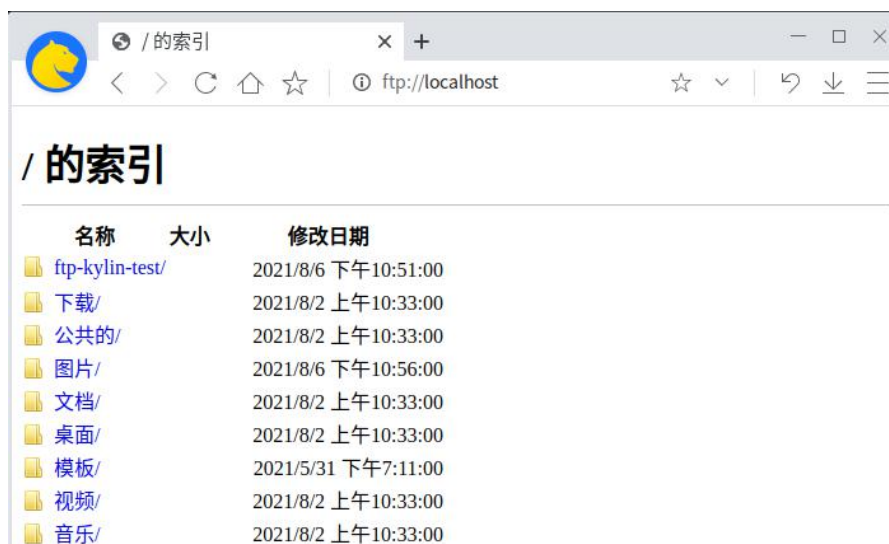 / 的索引
ftp://localhost
/ 的索引
名称 大小 修改日期
ftp-kylin-test/ 2021/8/6 下午10:51:00
下载/ 2021/8/2 上午10:33:00
公共的/ 2021/8/2 上午10:33:00
图片/ 2021/8/6 下午10:56:00
文档/ 2021/8/2 上午10:33:00
桌面/ 2021/8/2 上午10:33:00
模板/ 2021/5/31 下午7:11:00
视频/ 2021/8/2 上午10:33:00
音乐/ 2021/8/2 上午10:33:00